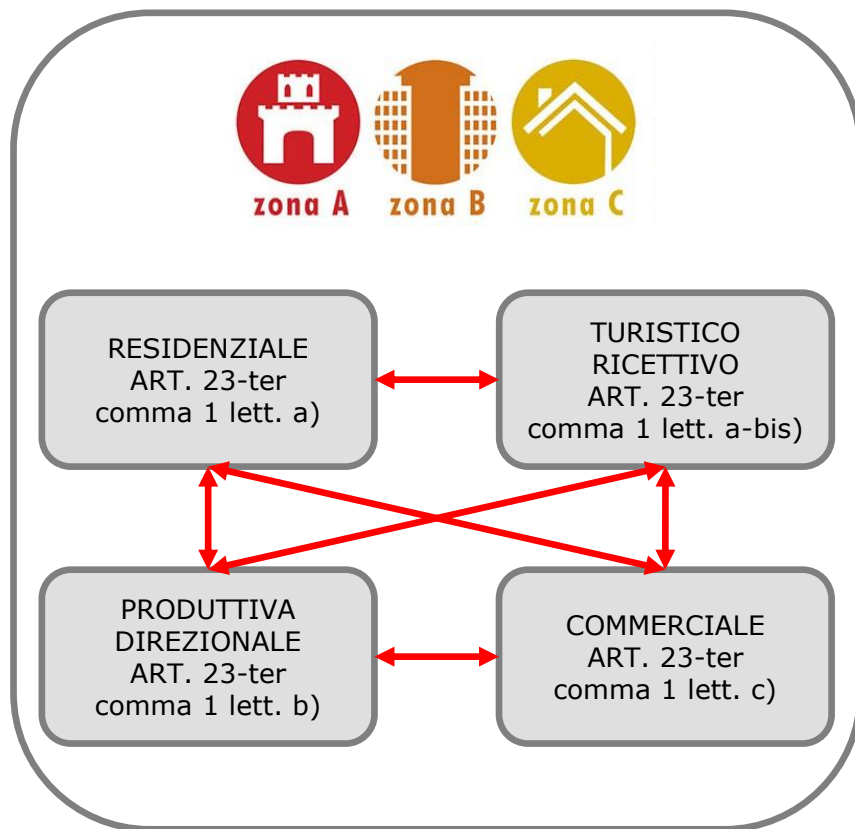 zona A
zona B
zona C
RESIDENZIALE
ART. 23-ter
comma 1 lett. a)
TURISTICO
RICETTIVO
ART. 23-ter
comma 1 lett. a-bis)
PRODUTTIVA
DIREZIONALE
ART. 23-ter
comma 1 lett. b)
COMMERCIALE
ART. 23-ter
comma 1 lett. c)